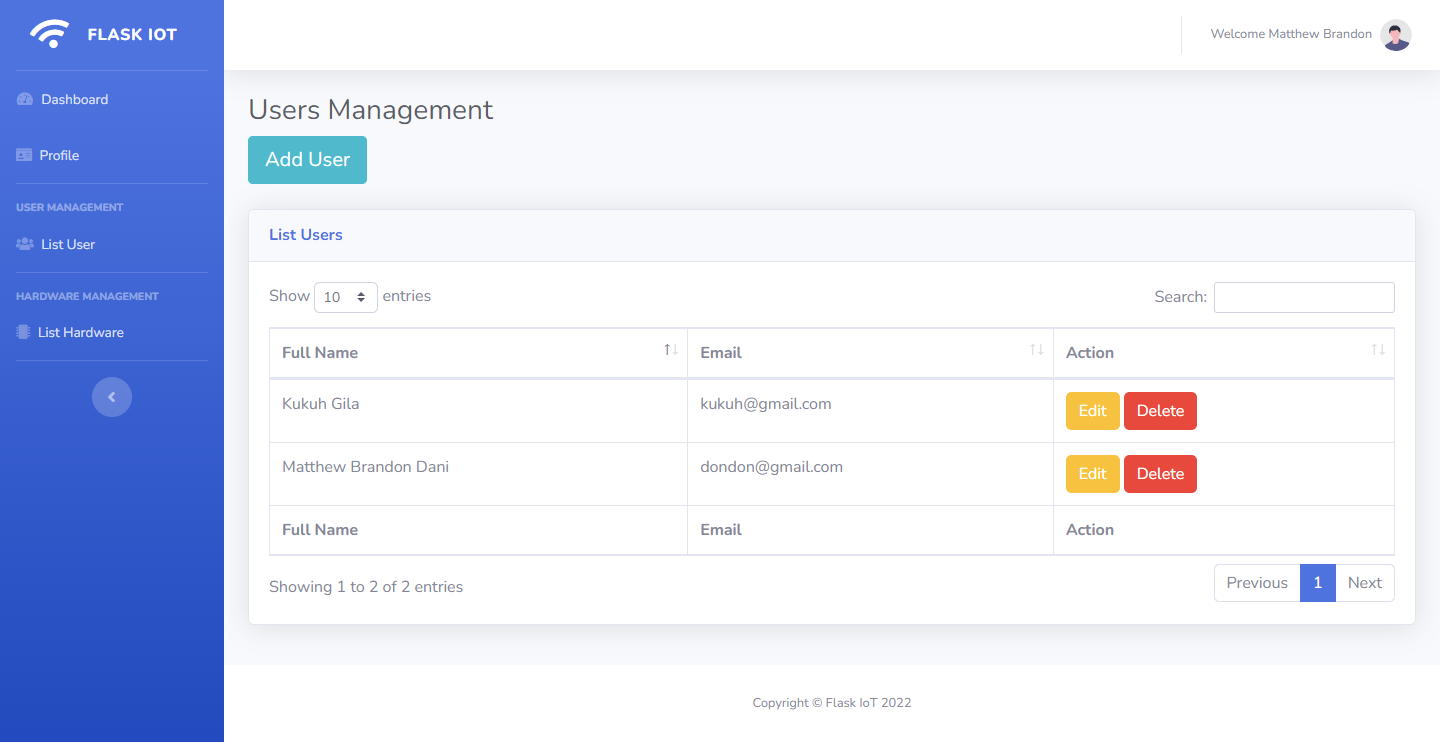 FLASK IOT
Welcome Matthew Brandon
Dashboard
Profile
USER MANAGEMENT
List User
HARDWARE MANAGEMENT
List Hardware
Users Management
Add User
List Users
Show 10 entries
Search:
Full Name Email Action
Kukuh Gila kukuh@gmail.com Edit Delete
Matthew Brandon Dani dondon@gmail.com Edit Delete
Full Name Email Action
Showing 1 to 2 of 2 entries
Previous 1 Next
Copyright © Flask IoT 2022